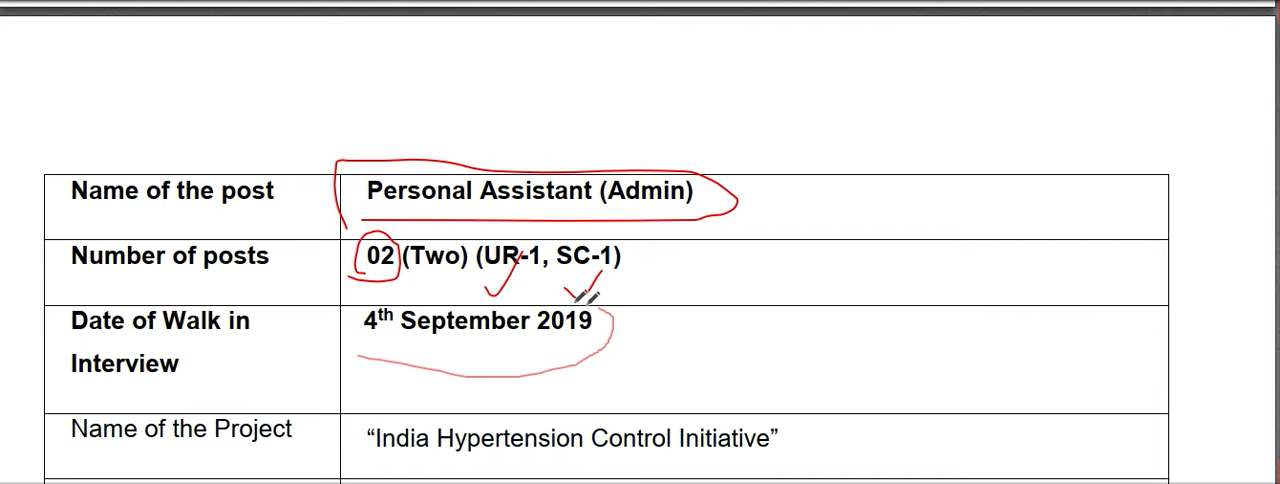 Name of the post
Personal Assistant (Admin)
Number of posts
02 (Two) (UR-1, SC-1)
Date of Walk in
Interview
4th September 2019
Name of the Project
“India Hypertension Control Initiative”